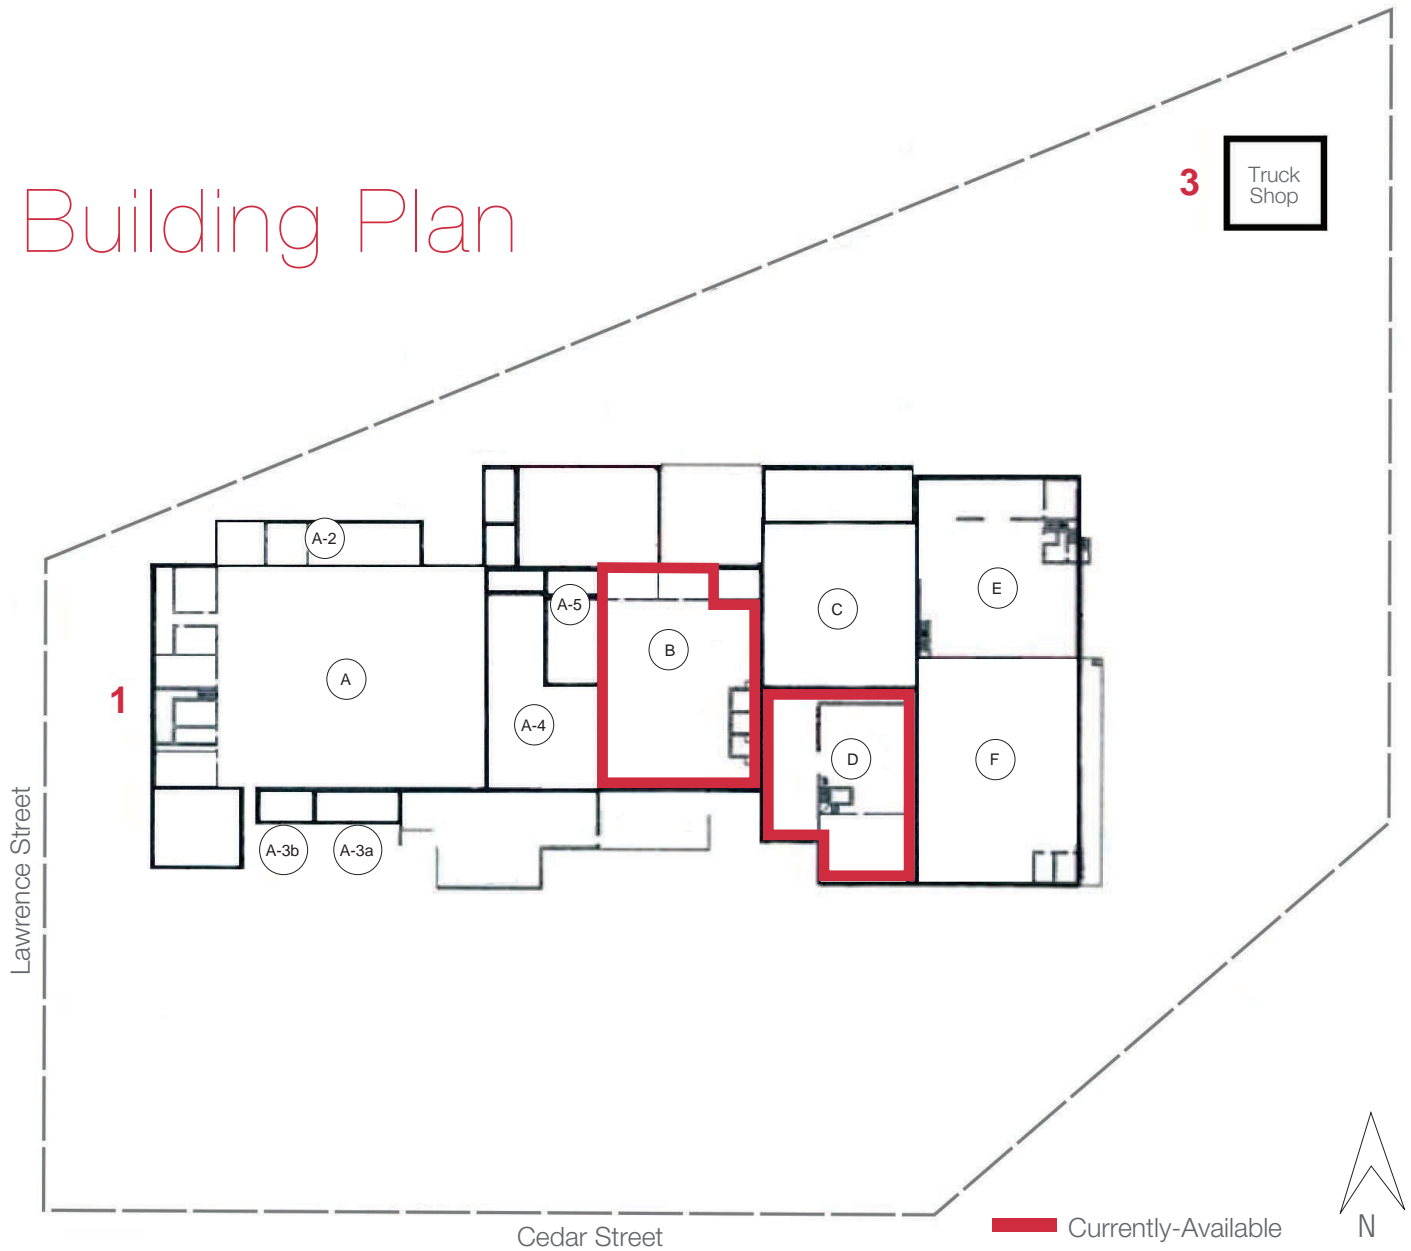 Building Plan
3
Truck
Shop
A-2
A-5
E
C
B
A
1
A-4
D
F
A-3b
A-3a
Lawrence Street
Cedar Street
Currently-Available
N